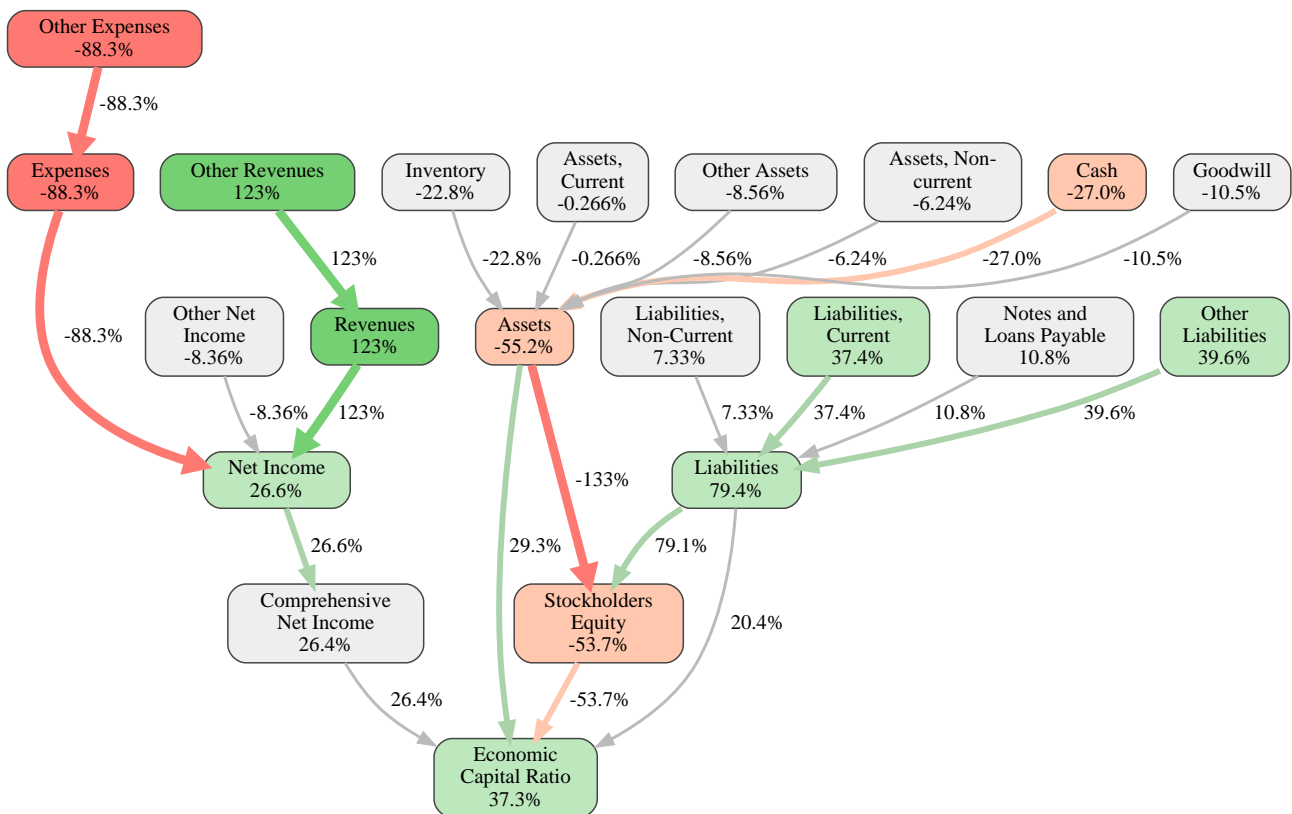 Other Expenses
-88.3%
-88.3%
Expenses
-88.3%
Other Revenues
123%
Inventory
-22.8%
Assets,
Current
-0.266%
Other Assets
-8.56%
Assets, Non-
current
-6.24%
Cash
-27.0%
Goodwill
-10.5%
123%
-22.8%
-0.266%
-8.56%
-6.24%
-27.0%
-10.5%
-88.3%
Other Net
Income
-8.36%
Revenues
123%
Assets
-55.2%
Liabilities,
Non-Current
7.33%
Liabilities,
Current
37.4%
Notes and
Loans Payable
10.8%
Other
Liabilities
39.6%
-8.36%
123%
7.33%
37.4%
10.8%
39.6%
Net Income
26.6%
-133%
Liabilities
79.4%
26.6%
29.3%
79.1%
Comprehensive
Net Income
26.4%
Stockholders
Equity
-53.7%
20.4%
26.4%
-53.7%
Economic
Capital Ratio
37.3%